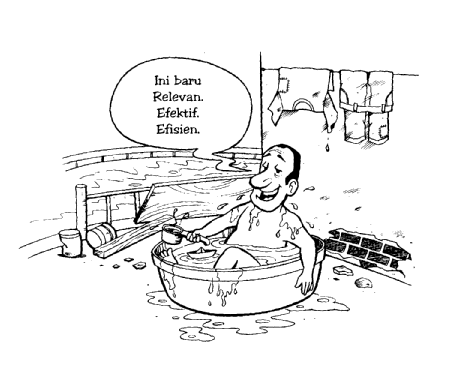 Ini baru
Relevan.
Efektif.
Efisien.